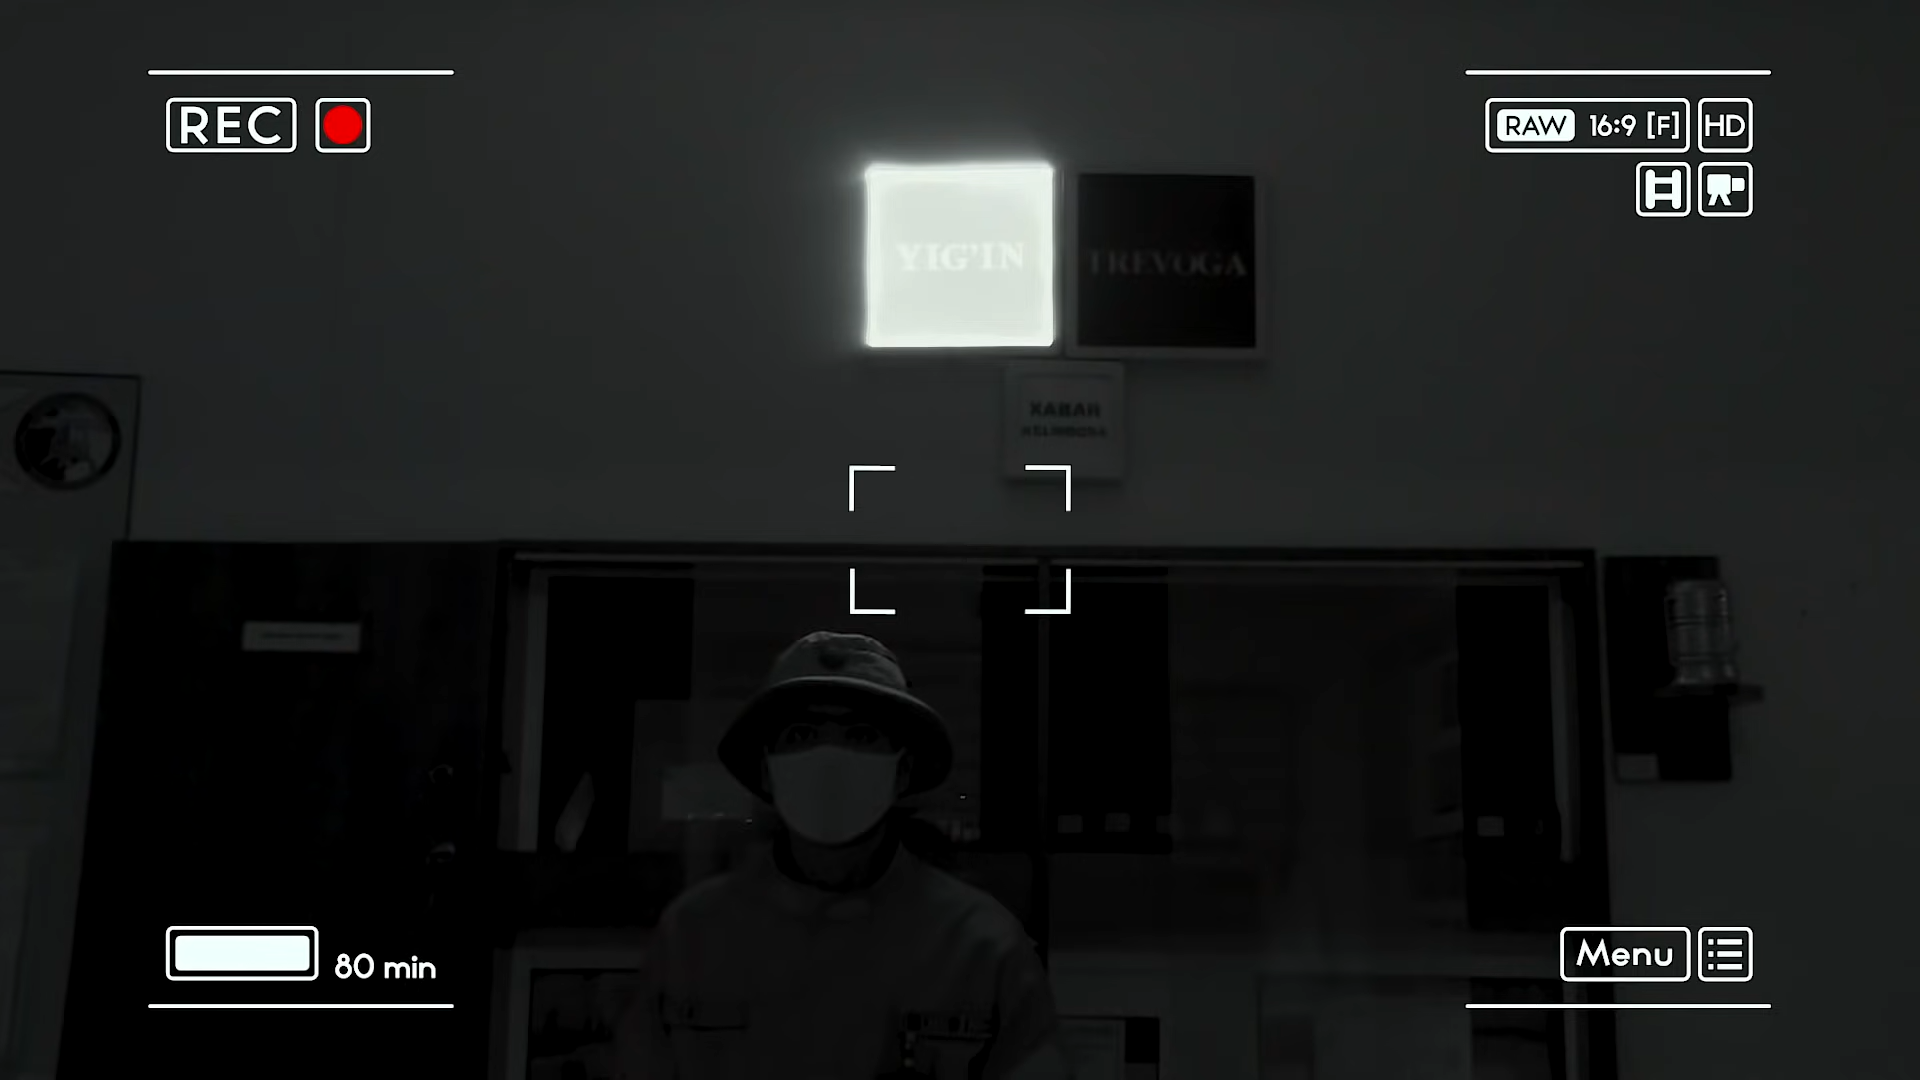 REC
RAW 16:9 [F] HD
YIG'IN
TREVOGA
XABAR
80 min
Menu